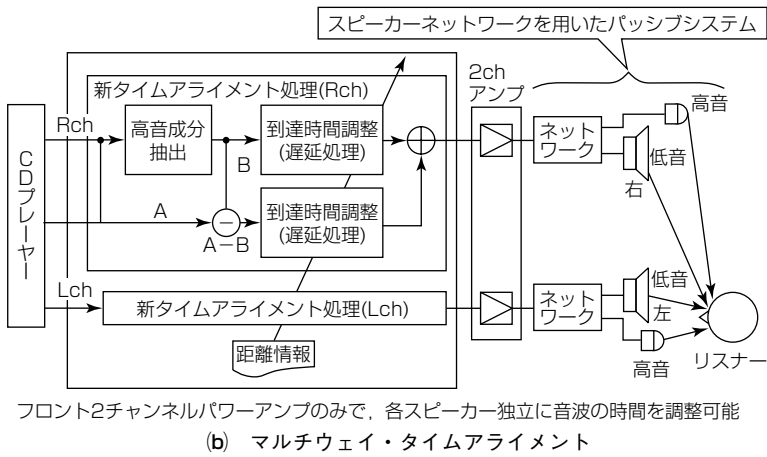 スピーカーネットワークを用いたパッシブシステム
新タイムアライメント処理(Rch)
2ch
アンプ
高音
Rch
高音成分
抽出
B
到達時間調整
(遅延処理)
ネット
ワーク
低音
右
CDプレーヤー
A
−
A−B
到達時間調整
(遅延処理)
Lch
新タイムアライメント処理(Lch)
ネット
ワーク
低音
左
高音
リスナー
距離情報
フロント2チャンネルパワーアンプのみで，各スピーカー独立に音波の時間を調整可能
(b) マルチウェイ・タイムアライメント